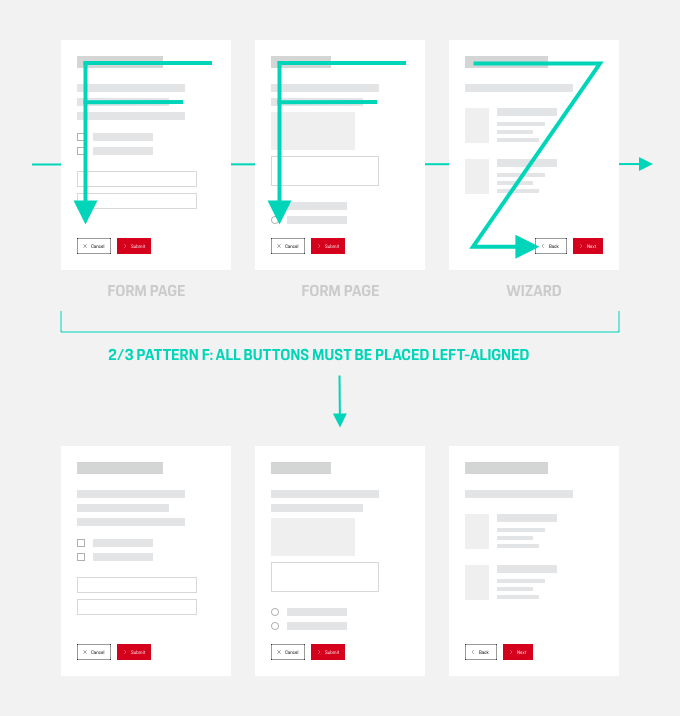 Cancel Submit
Cancel Submit
Back Next
FORM PAGE
FORM PAGE
WIZARD
2/3 PATTERN F: ALL BUTTONS MUST BE PLACED LEFT-ALIGNED
Cancel Submit
Cancel Submit
Back Next